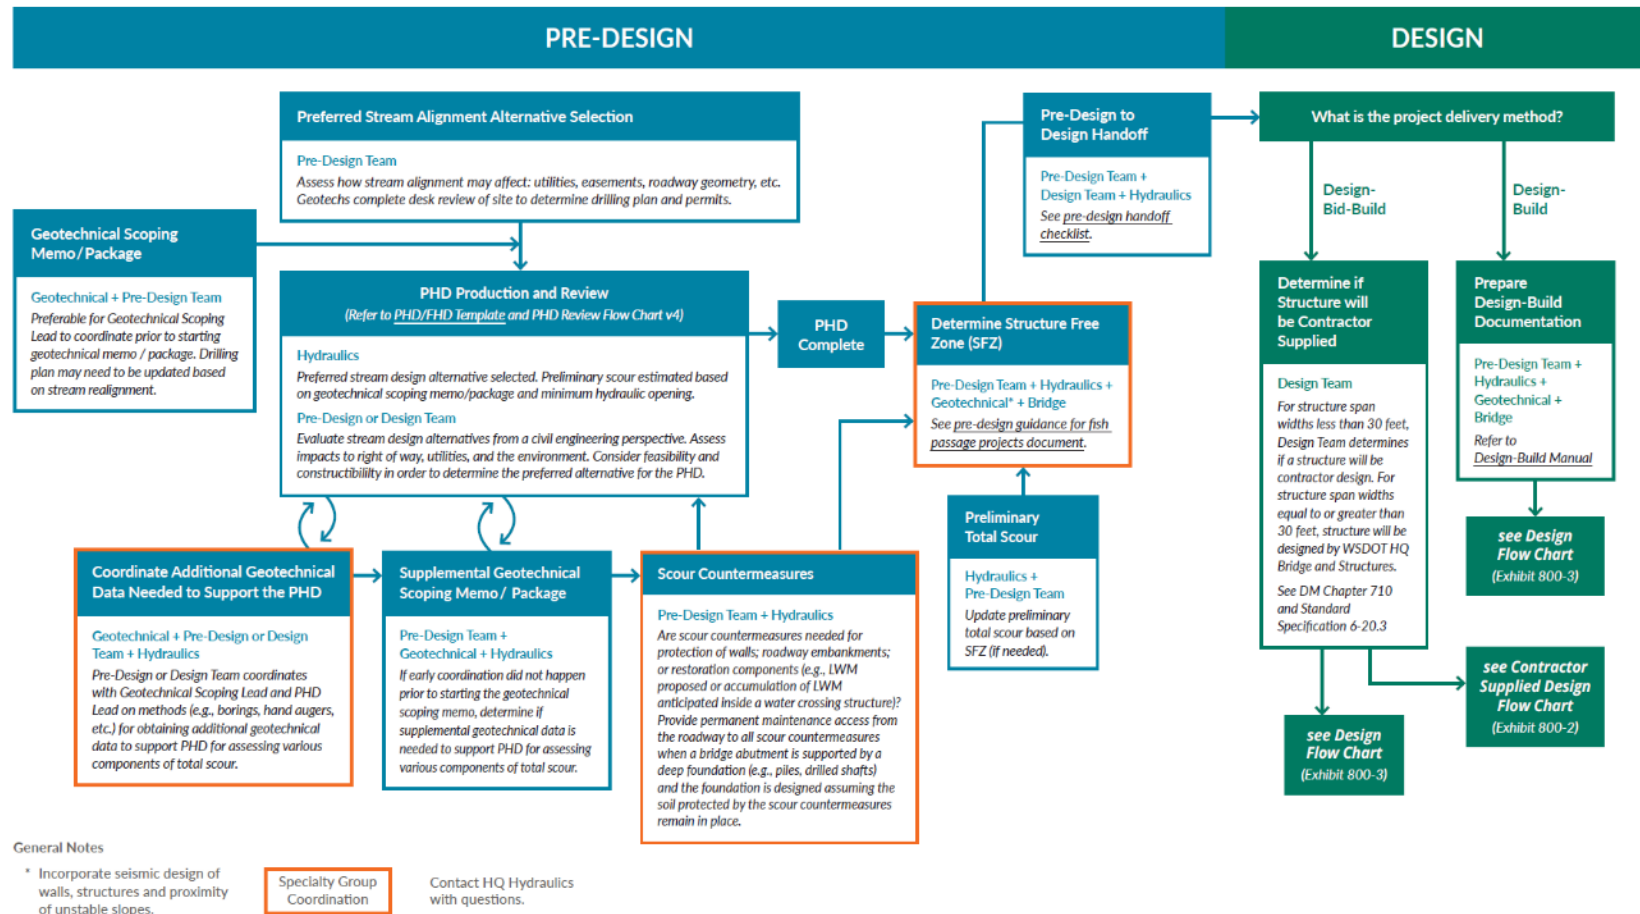 PRE-DESIGN
DESIGN
Preferred Stream Alignment Alternative Selection
Pre-Design Team
Assess how stream alignment may affect: utilities, easements, roadway geometry, etc.
Geotechs complete desk review of site to determine drilling plan and permits.
Geotechnical Scoping
Memo/Package
Geotechnical + Pre-Design Team
Preferable for Geotechnical Scoping
Lead to coordinate prior to starting
geotechnical memo / package. Drilling
plan may need to be updated based
on stream realignment.
PHD Production and Review
(Refer to PHD/FHD Template and PHD Review Flow Chart v4)
Hydraulics
Preferred stream design alternative selected. Preliminary scour estimated based
on geotechnical scoping memo/package and minimum hydraulic opening.
Pre-Design or Design Team
Evaluate stream design alternatives from a civil engineering perspective. Assess
impacts to right of way, utilities, and the environment. Consider feasibility and
constructibility in order to determine the preferred alternative for the PHD.
PHD
Complete
Determine Structure Free
Zone (SFZ)
Pre-Design Team + Hydraulics +
Geotechnical* + Bridge
See pre-design guidance for fish
passage projects document.
Pre-Design to
Design Handoff
Pre-Design Team +
Design Team + Hydraulics
See pre-design handoff
checklist.
Preliminary
Total Scour
Hydraulics +
Pre-Design Team
Update preliminary
total scour based on
SFZ (if needed).
Coordinate Additional Geotechnical
Data Needed to Support the PHD
Geotechnical + Pre-Design or Design
Team + Hydraulics
Pre-Design or Design Team coordinates
with Geotechnical Scoping Lead and PHD
Lead on methods (e.g., borings, hand augers,
etc.) for obtaining additional geotechnical
data to support PHD for assessing various
components of total scour.
Supplemental Geotechnical
Scoping Memo/ Package
Pre-Design Team +
Geotechnical + Hydraulics
If early coordination did not happen
prior to starting the geotechnical
scoping memo, determine if
supplemental geotechnical data is
needed to support PHD for assessing
various components of total scour.
Scour Countermeasures
Pre-Design Team + Hydraulics
Are scour countermeasures needed for
protection of walls; roadway embankments;
or restoration components (e.g., LWM
proposed or accumulation of LWM
anticipated inside a water crossing structure)?
Provide permanent maintenance access from
the roadway to all scour countermeasures
when a bridge abutment is supported by a
deep foundation (e.g., piles, drilled shafts)
and the foundation is designed assuming the
soil protected by the scour countermeasures
remain in place.
What is the project delivery method?
Design-
Bid-Build
Design-
Build
Determine if
Structure will
be Contractor
Supplied
Design Team
For structure span
widths less than 30 feet,
Design Team determines
if a structure will be
contractor design. For
structure span widths
equal to or greater than
30 feet, structure will be
designed by WSDOT HQ
Bridge and Structures.
See DM Chapter 710
and Standard
Specification 6-20.3
Prepare
Design-Build
Documentation
Pre-Design Team +
Hydraulics +
Geotechnical +
Bridge
Refer to
Design-Build Manual
see Design
Flow Chart
(Exhibit 800-3)
see Contractor
Supplied Design
Flow Chart
(Exhibit 800-2)
see Design
Flow Chart
(Exhibit 800-3)
General Notes
* Incorporate seismic design of
walls, structures and proximity
of unstable slopes.
Specialty Group
Coordination
Contact HQ Hydraulics
with questions.